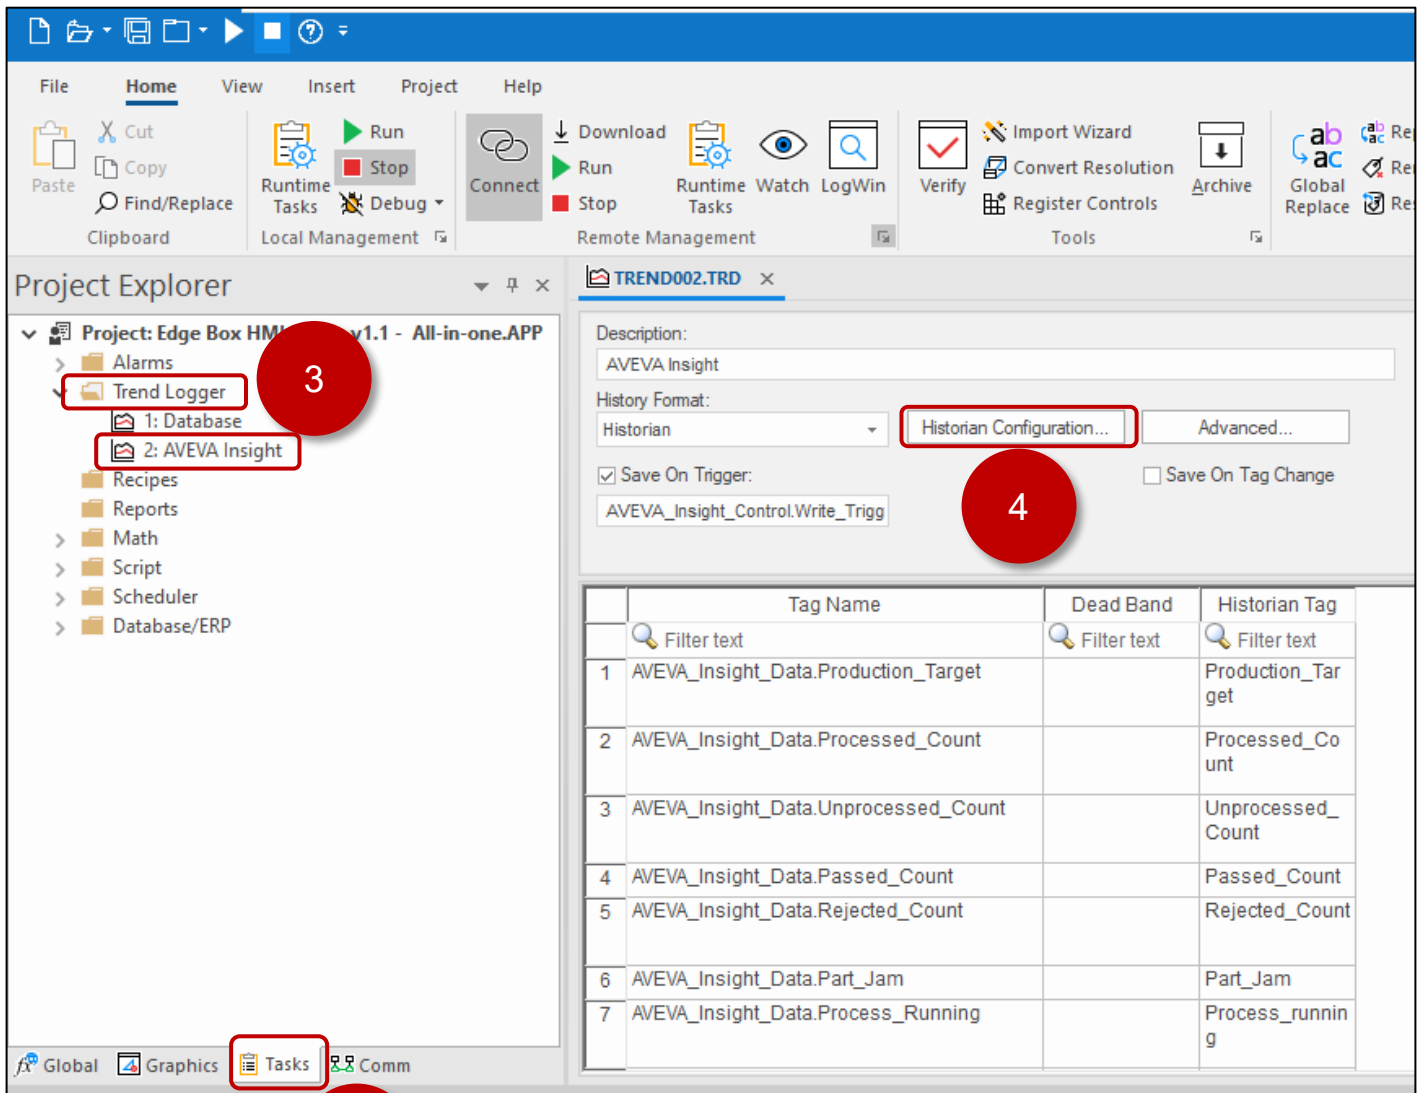 File Home View Insert Project Help
Paste
Cut
Copy
Find/Replace
Clipboard
Runtime
Tasks
Run
Stop
Debug
Local Management
Connect
Download
Run
Stop
Runtime
Tasks
Watch
LogWin
Remote Management
Verify
Import Wizard
Convert Resolution
Register Controls
Archive
Tools
ab
ac
Global
Replace
Project Explorer
Project: Edge Box
v1.1 - All-in-one.APP
Alarms
Trend Logger
1: Database
2: AVEVA Insight
Recipes
Reports
Math
Script
Scheduler
Database/ERP
3
Global Graphics Tasks Comm
TREND002.TRD
Description:
AVEVA Insight
History Format:
Historian
Historian Configuration...
Advanced...
Save On Trigger:
Save On Tag Change
AVEVA_Insight_Control.Write_Trigg
4
Tag Name Dead Band Historian Tag
Filter text Filter text Filter text
1 AVEVA_Insight_Data.Production_Target Production_Tar
get
2 AVEVA_Insight_Data.Processed_Count Processed_Co
unt
3 AVEVA_Insight_Data.Unprocessed_Count Unprocessed_
Count
4 AVEVA_Insight_Data.Passed_Count Passed_Count
5 AVEVA_Insight_Data.Rejected_Count Rejected_Count
6 AVEVA_Insight_Data.Part_Jam Part_Jam
7 AVEVA_Insight_Data.Process_Running Process_runnin
g